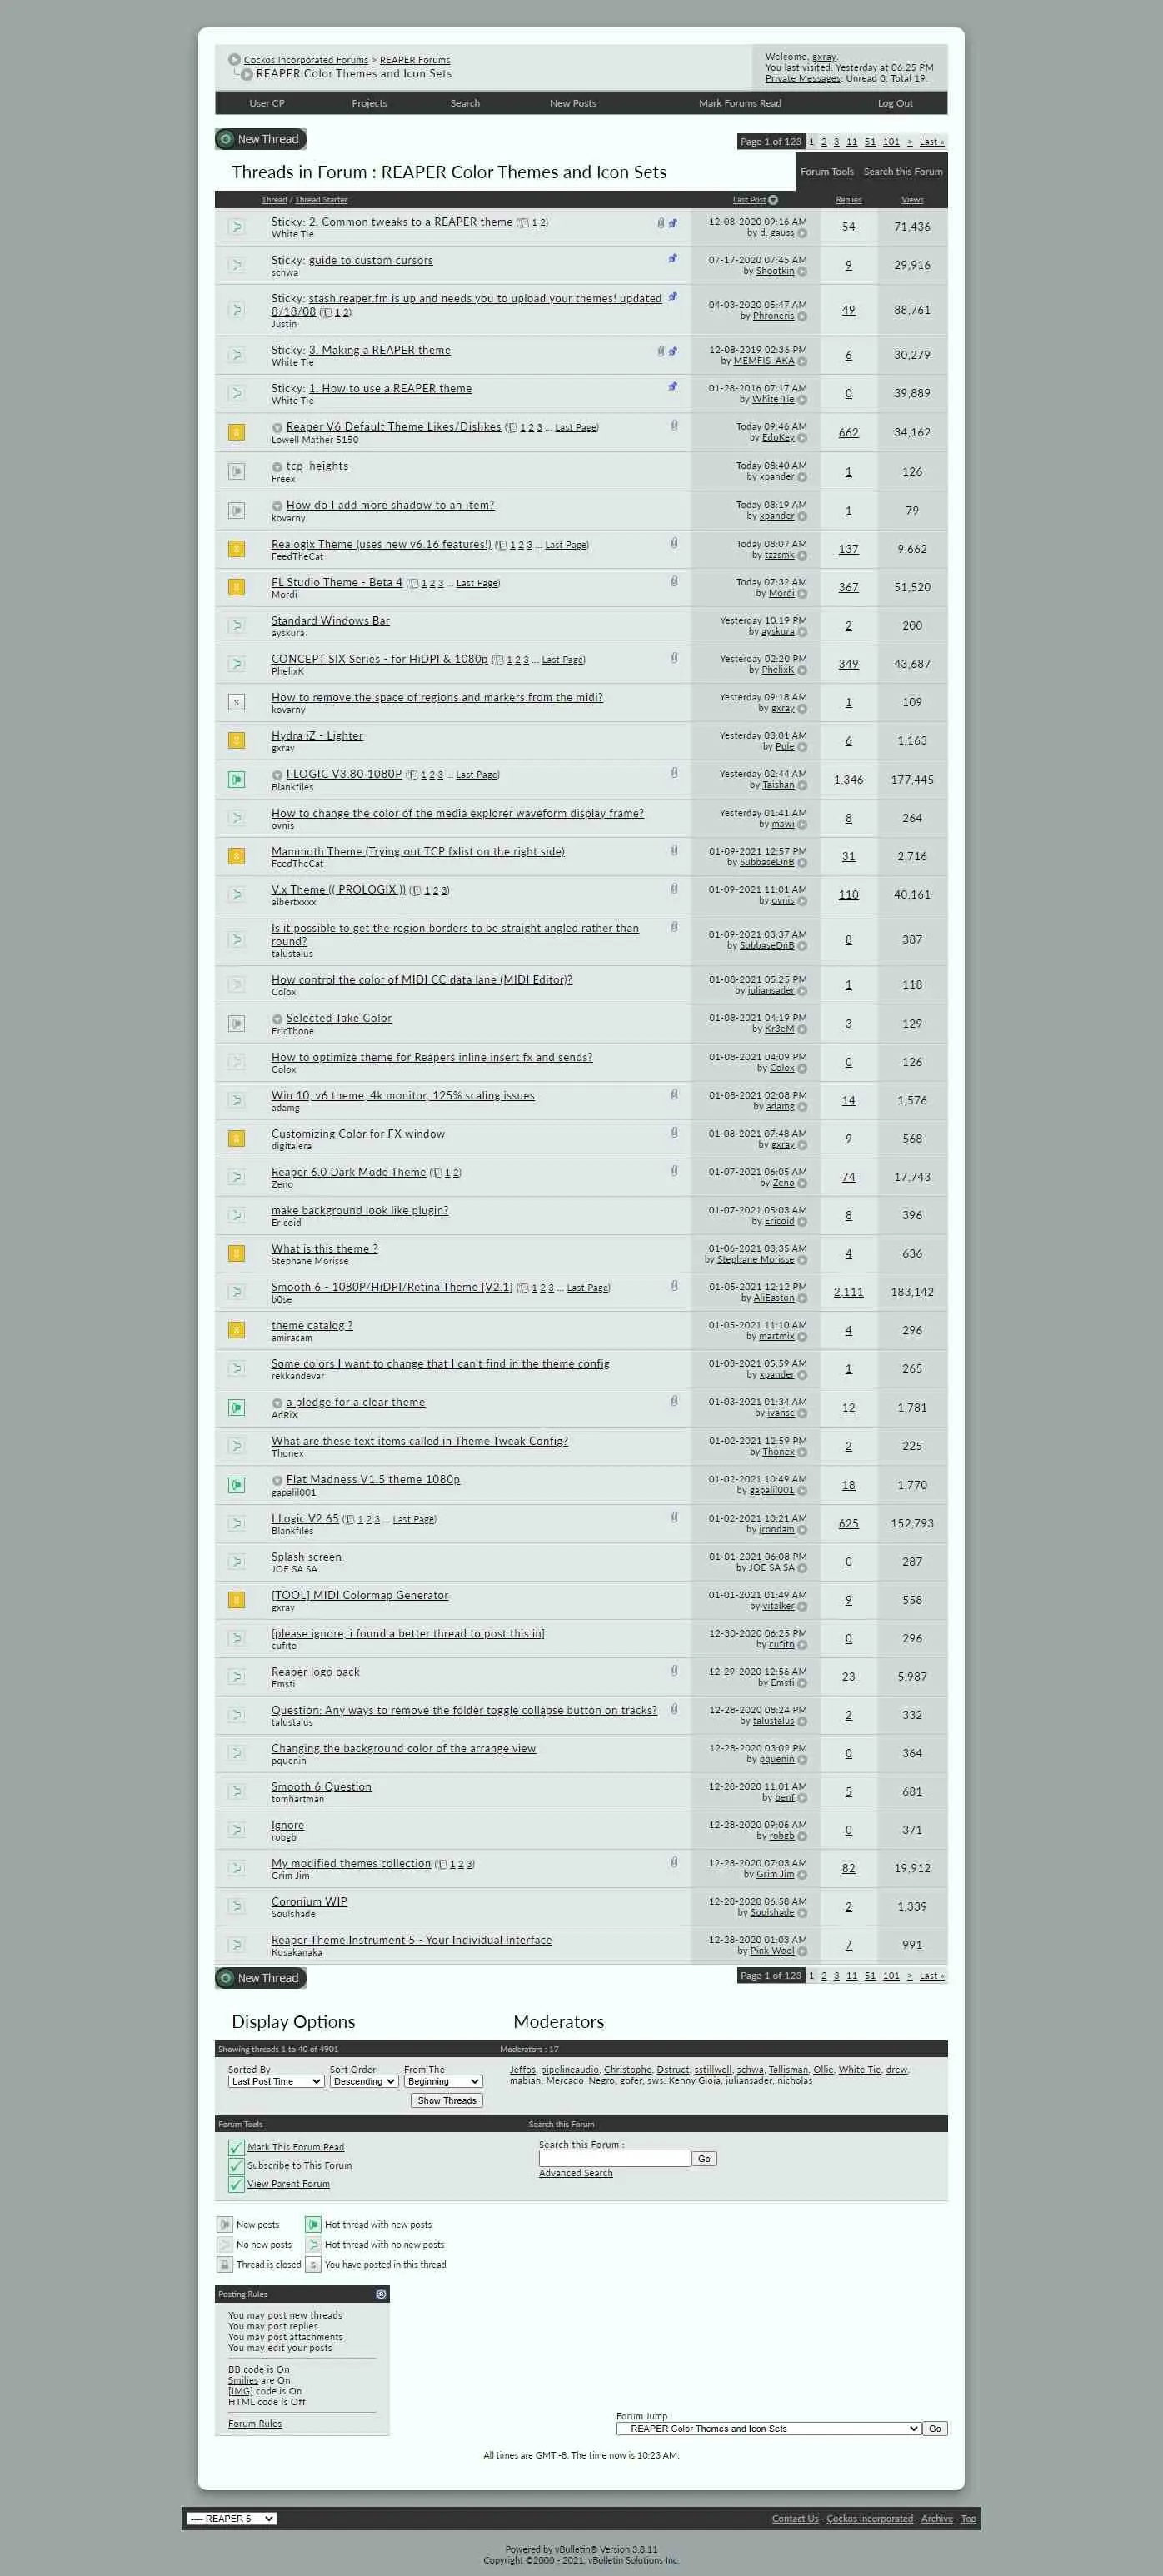 Cockos Incorporated Forums > REAPER Forums
REAPER Color Themes and Icon Sets
Welcome, gxray.
You last visited: Yesterday at 06:25 PM
Private Messages: Unread 0, Total 19.
User CP Projects Search New Posts Mark Forums Read Log Out
New Thread
Page 1 of 123 1 2 3 11 51 101 > Last »
Threads in Forum : REAPER Color Themes and Icon Sets
Forum Tools Search this Forum
Thread / Thread Starter Last Post Replies Views
Sticky: 2. Common tweaks to a REAPER theme ( 1 2)
White Tie
12-08-2020 09:16 AM
by d. gauss
54 71,436
Sticky: guide to custom cursors
schwa
07-17-2020 07:45 AM
by Shootkin
9 29,916
Sticky: stash.reaper.fm is up and needs you to upload your themes! updated
8/18/08 ( 1 2)
Justin
04-03-2020 05:47 AM
by Phroneris
49 88,761
Sticky: 3. Making a REAPER theme
White Tie
12-08-2019 02:36 PM
by MEMFIS_AKA
6 30,279
Sticky: 1. How to use a REAPER theme
White Tie
01-28-2016 07:17 AM
by White Tie
0 39,889
Reaper V6 Default Theme Likes/Dislikes ( 1 2 3 ... Last Page)
Lowell Mather 5150
Today 09:46 AM
by EdoKey
662 34,162
tcp_heights
Freex
Today 08:40 AM
by xpander
1 126
How do I add more shadow to an item?
kovarny
Today 08:19 AM
by xpander
1 79
Realogix Theme (uses new v6.16 features!) ( 1 2 3 ... Last Page)
FeedTheCat
Today 08:07 AM
by tzzsmk
137 9,662
FL Studio Theme - Beta 4 ( 1 2 3 ... Last Page)
Mordi
Today 07:32 AM
by Mordi
367 51,520
Standard Windows Bar
ayskura
Yesterday 10:19 PM
by ayskura
2 200
CONCEPT SIX Series - for HiDPI & 1080p ( 1 2 3 ... Last Page)
PhelixK
Yesterday 02:20 PM
by PhelixK
349 43,687
How to remove the space of regions and markers from the midi?
kovarny
Yesterday 09:18 AM
by gxray
1 109
Hydra iZ - Lighter
gxray
Yesterday 03:01 AM
by Pule
6 1,163
I LOGIC V3.80 1080P ( 1 2 3 ... Last Page)
Blankfiles
Yesterday 02:44 AM
by Taishan
1,346 177,445
How to change the color of the media explorer waveform display frame?
ovnis
Yesterday 01:41 AM
by mawi
8 264
Mammoth Theme (Trying out TCP fxlist on the right side)
FeedTheCat
01-09-2021 12:57 PM
by SubbaseDnB
31 2,716
V.x Theme (( PROLOGIX )) ( 1 2 3)
albertxxxx
01-09-2021 11:01 AM
by ovnis
110 40,161
Is it possible to get the region borders to be straight angled rather than
round?
talustalus
01-09-2021 03:37 AM
by SubbaseDnB
8 387
How control the color of MIDI CC data lane (MIDI Editor)?
Colox
01-08-2021 05:25 PM
by juliansader
1 118
Selected Take Color
EricTbone
01-08-2021 04:19 PM
by Kr3eM
3 129
How to optimize theme for Reapers inline insert fx and sends?
Colox
01-08-2021 04:09 PM
by Colox
0 126
Win 10, v6 theme, 4k monitor, 125% scaling issues
adamg
01-08-2021 02:08 PM
by adamg
14 1,576
Customizing Color for FX window
digitalera
01-08-2021 07:48 AM
by gxray
9 568
Reaper 6.0 Dark Mode Theme ( 1 2)
Zeno
01-07-2021 06:05 AM
by Zeno
74 17,743
make background look like plugin?
Ericoid
01-07-2021 05:03 AM
by Ericoid
8 396
What is this theme ?
Stephane Morisse
01-06-2021 03:35 AM
by Stephane Morisse
4 636
Smooth 6 - 1080P/HiDPI/Retina Theme [V2.1] ( 1 2 3 ... Last Page)
b0se
01-05-2021 12:12 PM
by AliEaston
2,111 183,142
theme catalog ?
amiracam
01-05-2021 11:10 AM
by martmix
4 296
Some colors I want to change that I can't find in the theme config
rekkandevar
01-03-2021 05:59 AM
by xpander
1 265
a pledge for a clear theme
AdRiX
01-03-2021 01:34 AM
by ivansc
12 1,781
What are these text items called in Theme Tweak Config?
Thonex
01-02-2021 12:59 PM
by Thonex
2 225
Flat Madness V1.5 theme 1080p
gapalil001
01-02-2021 10:49 AM
by gapalil001
18 1,770
I Logic V2.65 ( 1 2 3 ... Last Page)
Blankfiles
01-02-2021 10:21 AM
by jrondam
625 152,793
Splash screen
JOE SA SA
01-01-2021 06:08 PM
by JOE SA SA
0 287
[TOOL] MIDI Colormap Generator
gxray
01-01-2021 01:49 AM
by vitalker
9 558
[please ignore, i found a better thread to post this in]
cufito
12-30-2020 06:25 PM
by cufito
0 296
Reaper logo pack
Emsti
12-29-2020 12:56 AM
by Emsti
23 5,987
Question: Any ways to remove the folder toggle collapse button on tracks?
talustalus
12-28-2020 08:24 PM
by talustalus
2 332
Changing the background color of the arrange view
pquenin
12-28-2020 03:02 PM
by pquenin
0 364
Smooth 6 Question
tomhartman
12-28-2020 11:01 AM
by benf
5 681
Ignore
robgb
12-28-2020 09:06 AM
by robgb
0 371
My modified themes collection ( 1 2 3)
Grim Jim
12-28-2020 07:03 AM
by Grim Jim
82 19,912
Coronium WIP
Soulshade
12-28-2020 06:58 AM
by Soulshade
2 1,339
Reaper Theme Instrument 5 - Your Individual Interface
Kusakanaka
12-28-2020 01:03 AM
by Pink Wool
7 991
New Thread
Page 1 of 123 1 2 3 11 51 101 > Last »
Display Options Moderators
Showing threads 1 to 40 of 4901 Moderators : 17
Sorted By Sort Order From The
Last Post Time Descending Beginning
Show Threads
Jeffos, pipelineaudio, Christophe, Dstruct, sstillwell, schwa, Tallisman, Ollie, White Tie, drew,
mabian, Mercado_Negro, gofer, sws, Kenny Gioia, juliansader, nicholas
Forum Tools Search this Forum
Mark This Forum Read
Subscribe to This Forum
View Parent Forum
Search this Forum :
Go
Advanced Search
New posts Hot thread with new posts
No new posts Hot thread with no new posts
Thread is closed S You have posted in this thread
Posting Rules
You may post new threads
You may post replies
You may post attachments
You may edit your posts
BB code is On
Smilies are On
[IMG] code is On
HTML code is Off
Forum Rules
Forum Jump
REAPER Color Themes and Icon Sets Go
All times are GMT -8. The time now is 10:23 AM.
---- REAPER 5
Contact Us - Cockos Incorporated - Archive - Top
Powered by vBulletin® Version 3.8.11
Copyright ©2000 - 2021, vBulletin Solutions Inc.